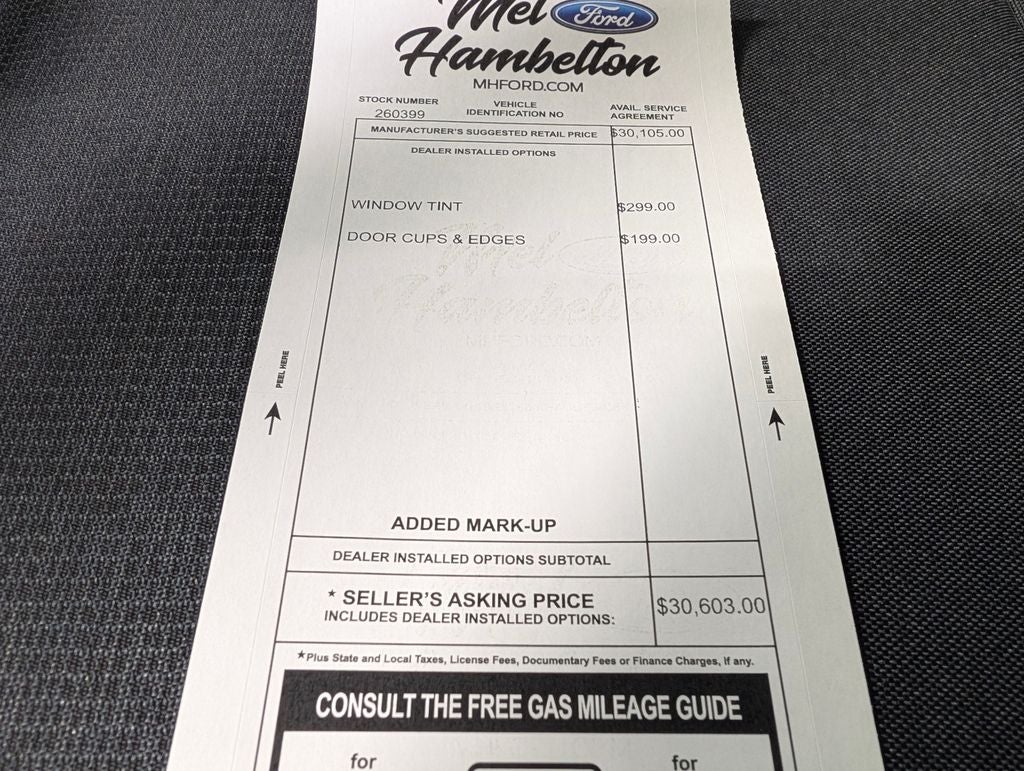 Mel Ford
Hambelton
MHFORD.COM
STOCK NUMBER
260399
VEHICLE
IDENTIFICATION NO
AVAIL. SERVICE
AGREEMENT
MANUFACTURER'S SUGGESTED RETAIL PRICE $30,105.00
DEALER INSTALLED OPTIONS
WINDOW TINT $299.00
DOOR CUPS & EDGES $199.00
Mel
Hambelton
MHFORD.COM
PEEL HERE
PEEL HERE
ADDED MARK-UP
DEALER INSTALLED OPTIONS SUBTOTAL
* SELLER'S ASKING PRICE
INCLUDES DEALER INSTALLED OPTIONS:
$30,603.00
*Plus State and Local Taxes, License Fees, Documentary Fees or Finance Charges, if any.
CONSULT THE FREE GAS MILEAGE GUIDE
for for